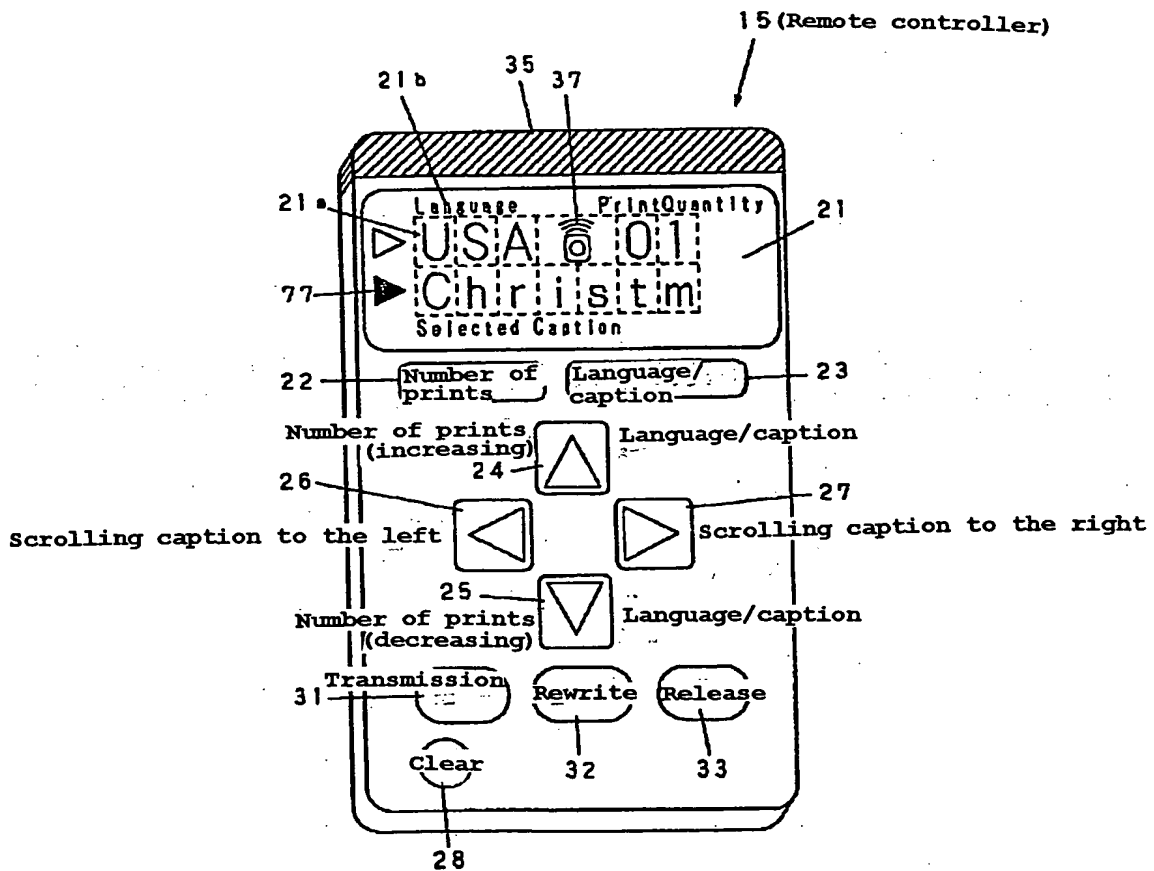 15 (Remote controller)
35
21b
37
21a
Language PrintQuantity
21
USA 01
77
Christm
Selected Caption
22
Number of prints
Language/ caption
23
Number of prints (increasing)
24
Language/caption
26
27
Scrolling caption to the left
Scrolling caption to the right
25
Number of prints (decreasing)
Language/caption
31
Transmission
Rewrite
Release
32
33
Clear
28